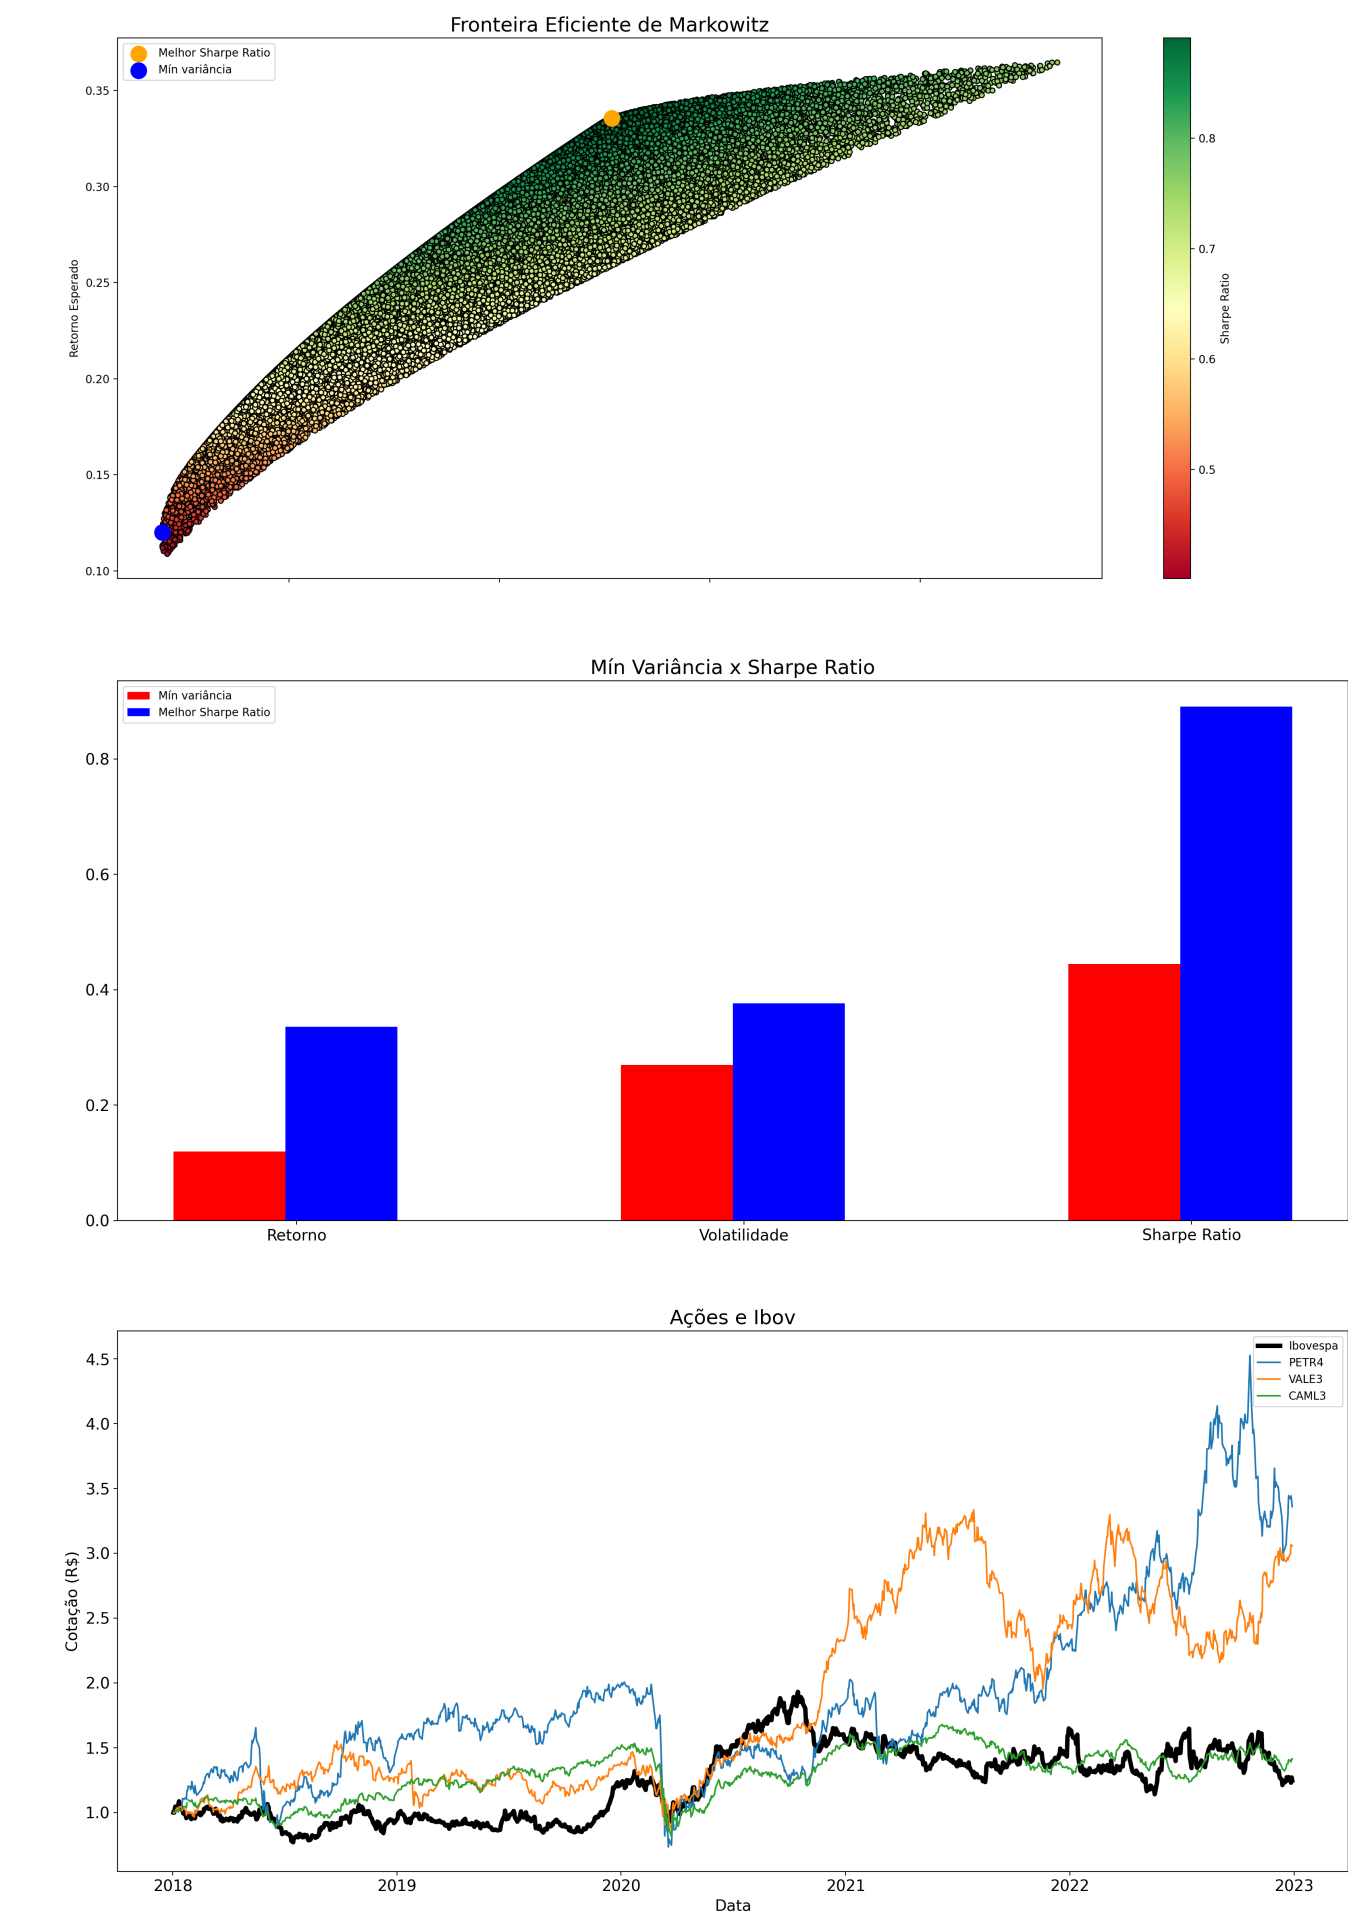 Fronteira Eficiente de Markowitz
Melhor Sharpe Ratio
Mín variância
0.35
0.30
0.25
0.20
0.15
0.10
Retorno Esperado
0.8
0.7
0.6
0.5
Sharpe Ratio
Mín Variância x Sharpe Ratio
Mín variância
Melhor Sharpe Ratio
0.8
0.6
0.4
0.2
0.0
Retorno
Volatilidade
Sharpe Ratio
Ações e Ibov
Ibovespa
PETR4
VALE3
CAML3
4.5
4.0
3.5
3.0
2.5
2.0
1.5
1.0
Cotação (R$)
2018
2019
2020
2021
2022
2023
Data